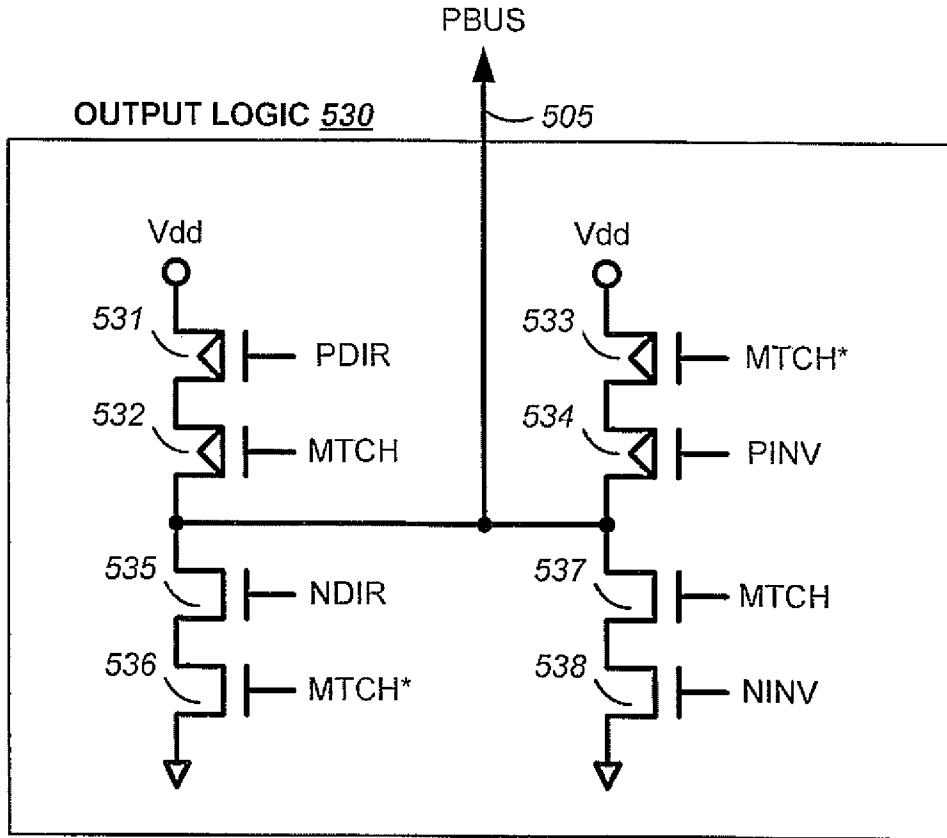 PBUS
OUTPUT LOGIC 530
505
Vdd
Vdd
531
PDIR
533
MTCH*
532
MTCH
534
PINV
535
NDIR
537
MTCH
536
MTCH*
538
NINV